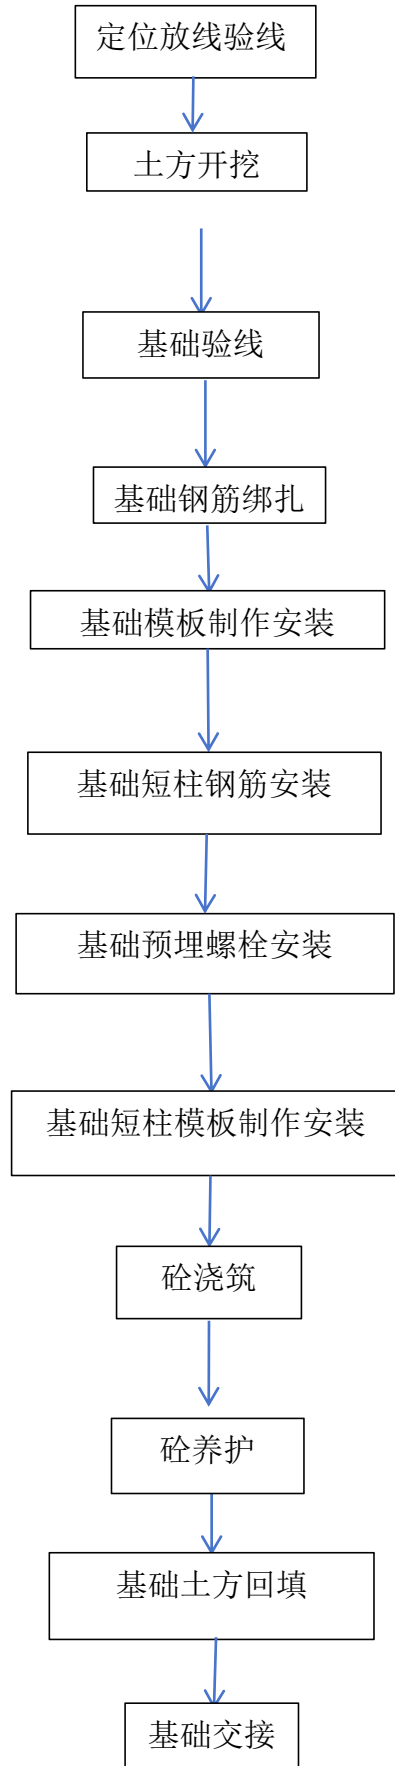 定位放线验线
土方开挖
基础验线
基础钢筋绑扎
基础模板制作安装
基础短柱钢筋安装
基础预埋螺栓安装
基础短柱模板制作安装
砼浇筑
砼养护
基础土方回填
基础交接